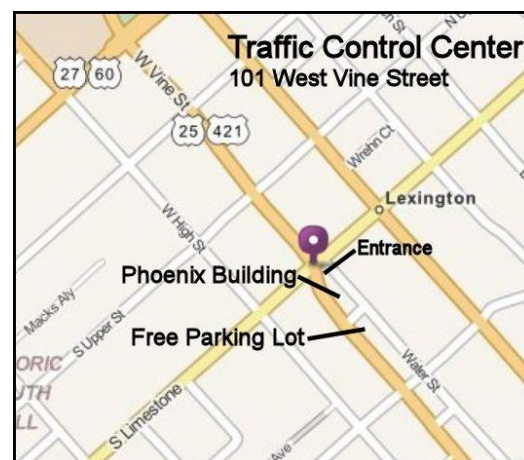 Traffic Control Center
101 West Vine Street
27
60
W Vine St
25
421
Wrehn Ct
Lexington
W High St
Entrance
Phoenix Building
Macks Aly
S Upper St
Free Parking Lot
Water St
S Limestone
Ave